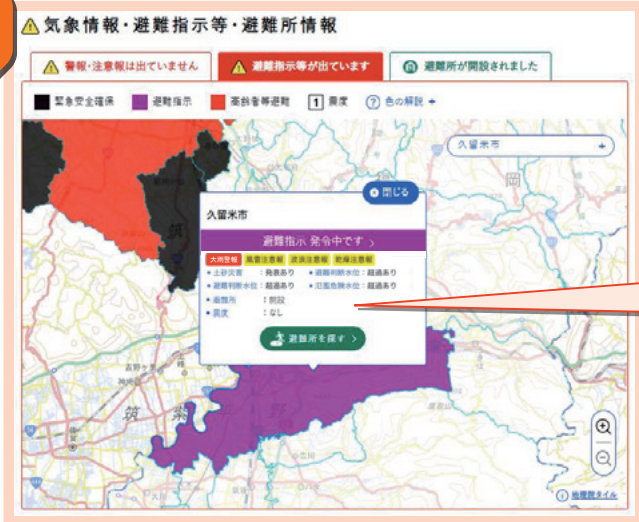 気象情報・避難指示等・避難所情報
警報・注意報は出ていません
避難指示等が出ています
避難所が開設されました
緊急安全確保 避難指示 高齢者等避難 1 震度 ? 色の解説
久留米市
岡
閉じる
久留米市
避難指示 発令中です
大雨警報 風雪注意報 波浪注意報 乾燥注意報
土砂災害 : 発表あり 避難判断水位 : 超過あり
避難判断水位 : 超過あり 氾濫危険水位 : 超過あり
避難所 : 開設
震度 : なし
避難所を探す
筑
筑
紫
野
地理院タイル